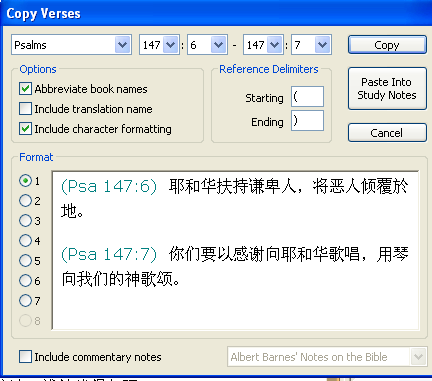 Copy Verses
Psalms 147 : 6 - 147 : 7 Copy
Options
Abbreviate book names
Include translation name
Include character formatting
Reference Delimiters
Starting (
Ending )
Paste Into
Study Notes
Cancel
Format
1
2
3
4
5
6
7
8
(Psa 147:6) 耶和华扶持谦卑人，将恶人倾覆於
地。
(Psa 147:7) 你们要以感谢向耶和华歌唱，用琴
向我们的神歌颂。
Include commentary notes
Albert Barnes' Notes on the Bible